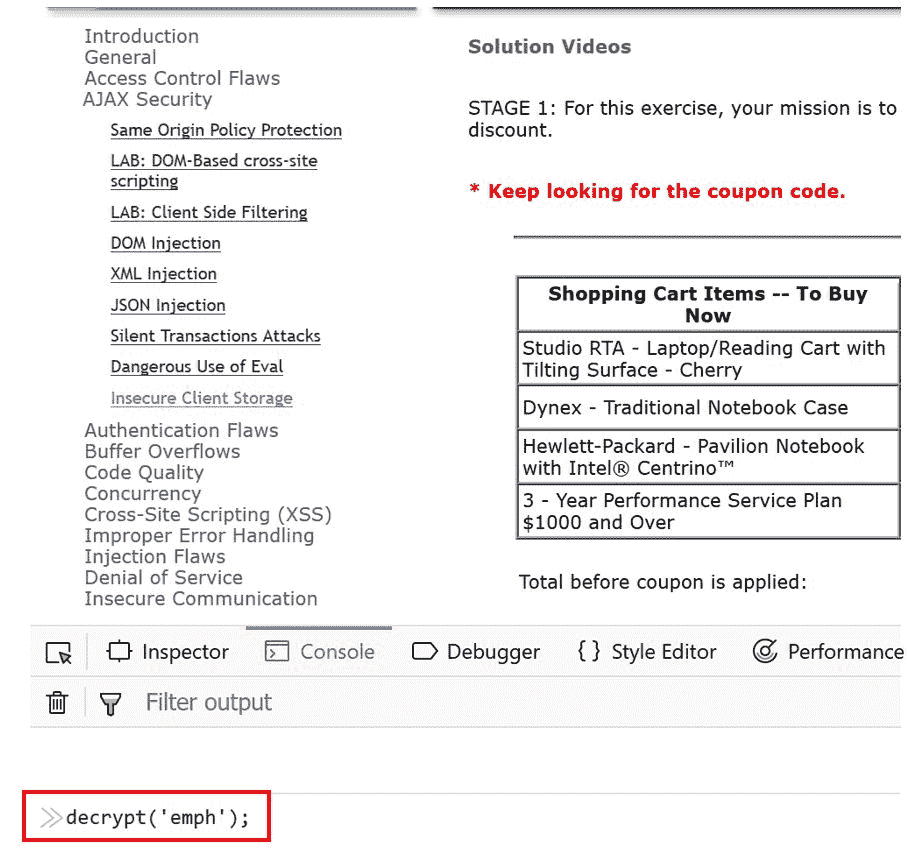 Introduction
General
Access Control Flaws
AJAX Security
Same Origin Policy Protection
LAB: DOM-Based cross-site
scripting
LAB: Client Side Filtering
DOM Injection
XML Injection
JSON Injection
Silent Transactions Attacks
Dangerous Use of Eval
Insecure Client Storage
Authentication Flaws
Buffer Overflows
Code Quality
Concurrency
Cross-Site Scripting (XSS)
Improper Error Handling
Injection Flaws
Denial of Service
Insecure Communication
Solution Videos
STAGE 1: For this exercise, your mission is to
discount.
* Keep looking for the coupon code.
Shopping Cart Items -- To Buy
Now
Studio RTA - Laptop/Reading Cart with
Tilting Surface - Cherry
Dynex - Traditional Notebook Case
Hewlett-Packard - Pavilion Notebook
with Intel® Centrino™
3 - Year Performance Service Plan
$1000 and Over
Total before coupon is applied:
Inspector Console Debugger {} Style Editor Performance
Filter output
≫decrypt('emph');